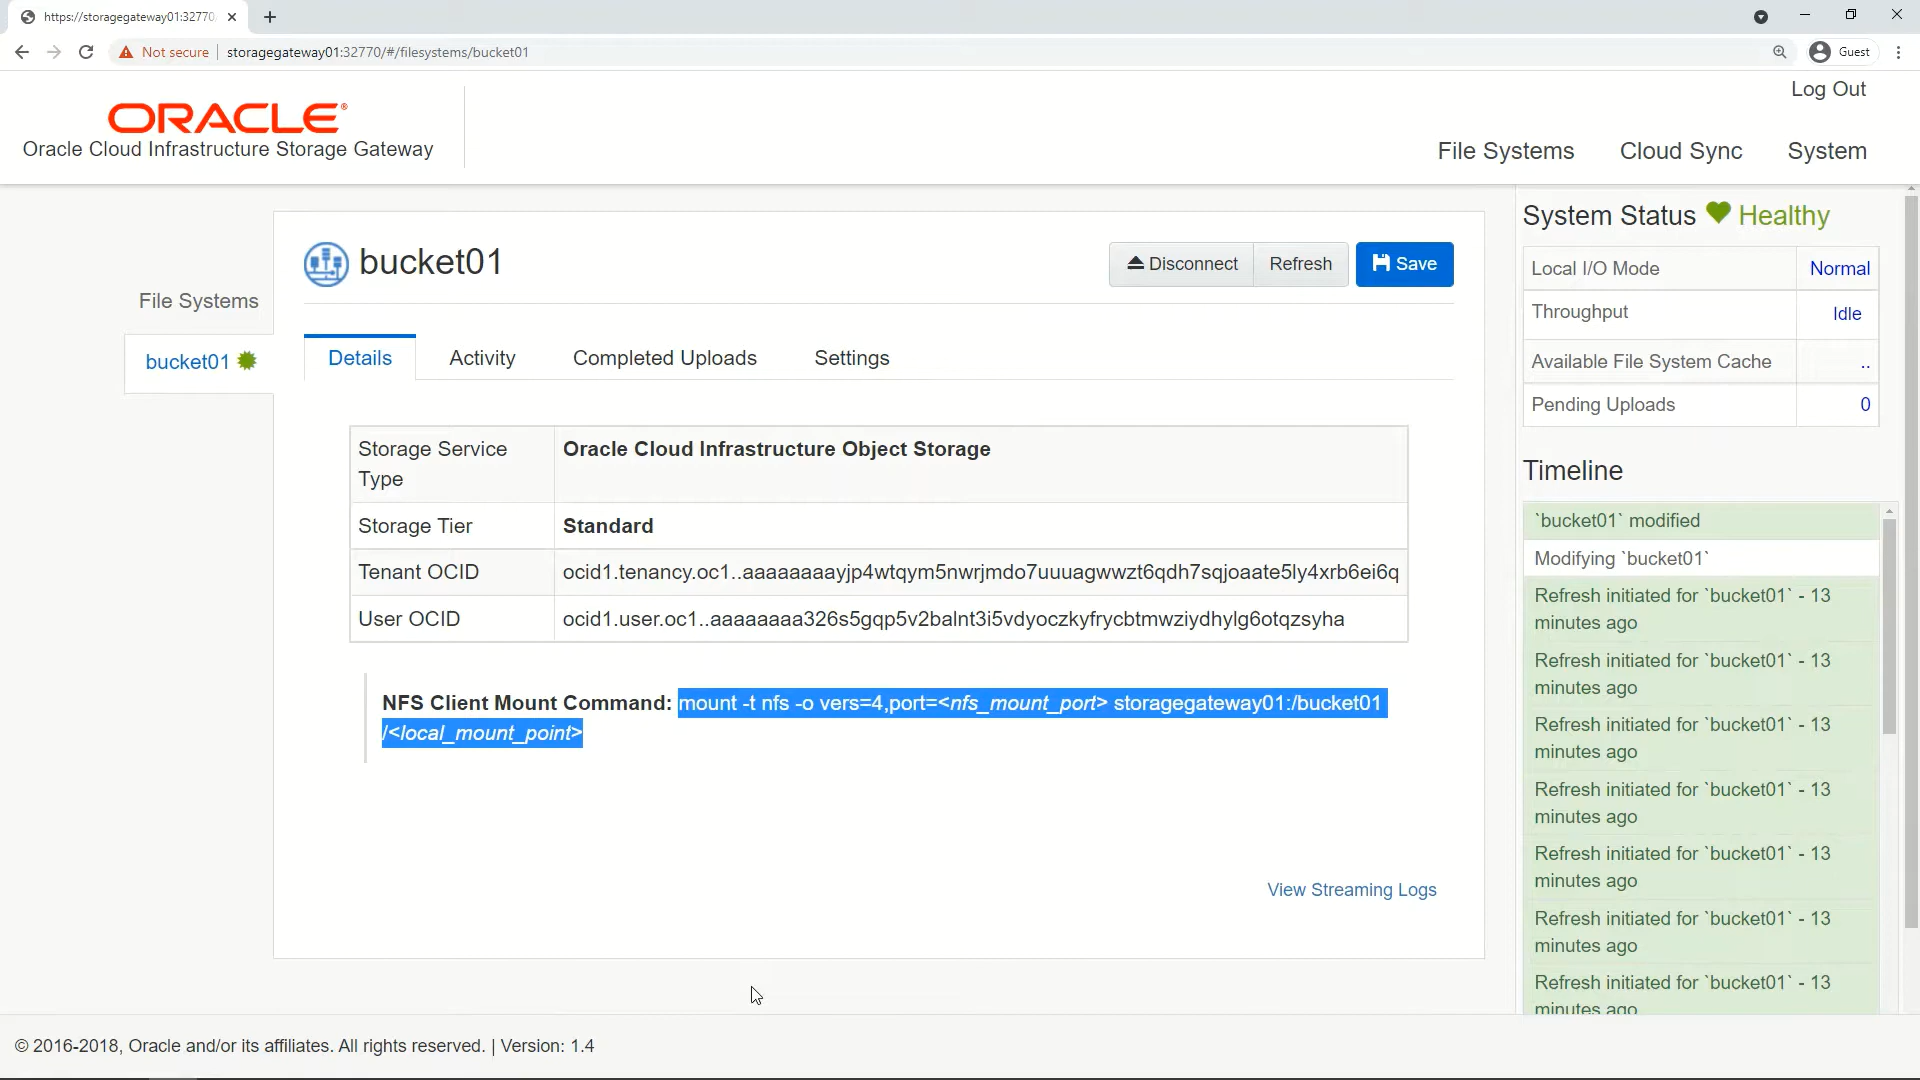 https://storagegateway01:32770
Not secure
storagegateway01:32770/#/filesystems/bucket01
Guest
ORACLE®
Oracle Cloud Infrastructure Storage Gateway
Log Out
File Systems
Cloud Sync
System
File Systems
bucket01
bucket01
Disconnect
Refresh
Save
Details
Activity
Completed Uploads
Settings
Storage Service
Type
Oracle Cloud Infrastructure Object Storage
Storage Tier
Standard
Tenant OCID
ocid1.tenancy.oc1..aaaaaaaayjp4wtqym5nwrjmdo7uuuagwwzt6qdh7sqjoaate5ly4xrb6ei6q
User OCID
ocid1.user.oc1..aaaaaaaa326s5gqp5v2balnt3i5vdyoczkyfrycbtmwziydhylg6otqzsyha
NFS Client Mount Command: mount -t nfs -o vers=4,port=<nfs_mount_port> storagegateway01:/bucket01
/<local_mount_point>
View Streaming Logs
System Status Healthy
Local I/O Mode
Normal
Throughput
Idle
Available File System Cache
..
Pending Uploads
0
Timeline
`bucket01` modified
Modifying `bucket01`
Refresh initiated for `bucket01` - 13
minutes ago
Refresh initiated for `bucket01` - 13
minutes ago
Refresh initiated for `bucket01` - 13
minutes ago
Refresh initiated for `bucket01` - 13
minutes ago
Refresh initiated for `bucket01` - 13
minutes ago
Refresh initiated for `bucket01` - 13
minutes ago
Refresh initiated for `bucket01` - 13
minutes ago
© 2016-2018, Oracle and/or its affiliates. All rights reserved. | Version: 1.4